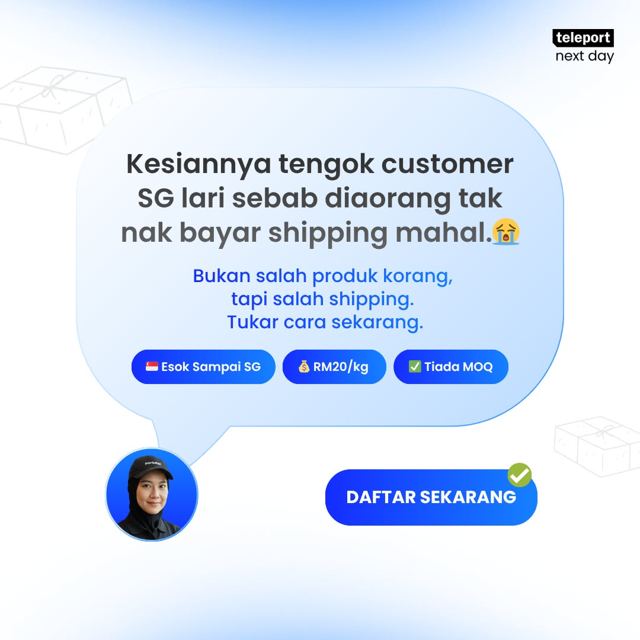 teleport
next day
Kesiannya tengok customer
SG lari sebab diaorang tak
nak bayar shipping mahal.😭
Bukan salah produk korang,
tapi salah shipping.
Tukar cara sekarang.
🇸🇬 Esok Sampai SG
💰 RM20/kg
✅ Tiada MOQ
DAFTAR SEKARANG